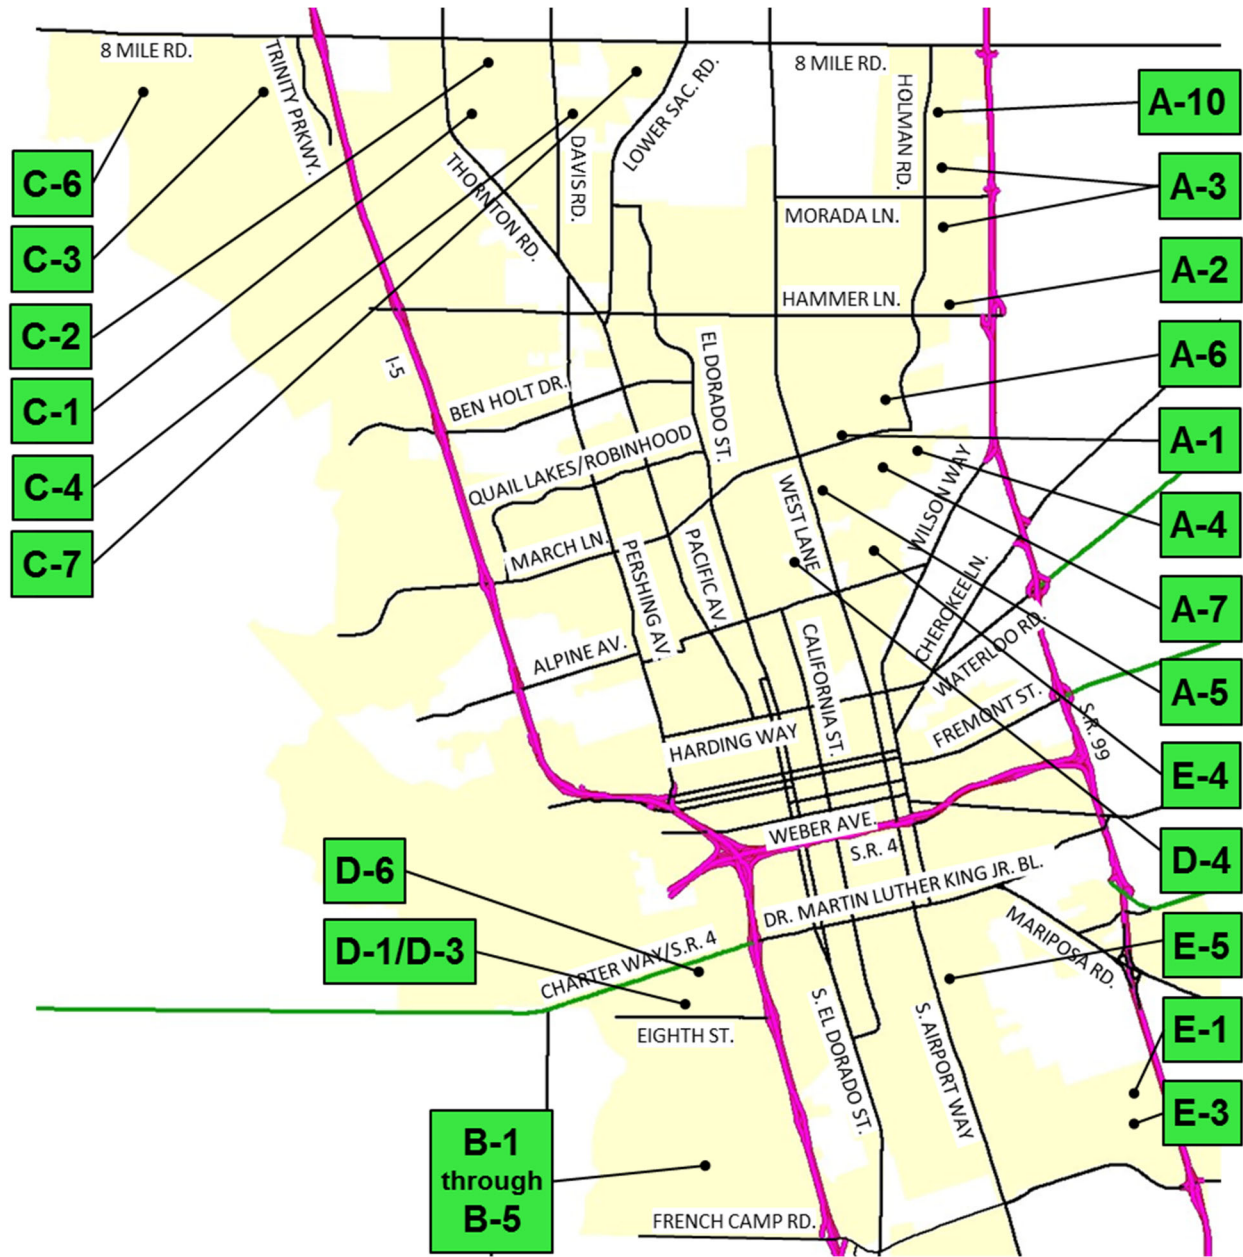 8 MILE RD.
TRINITY PRKWY.
8 MILE RD.
LOWER SAC. RD.
HOLMAN RD.
DAVIS RD.
THORNTON RD.
MORADA LN.
HAMMER LN.
I-5
BEN HOLT DR.
EL DORADO ST.
QUAIL LAKES/ROBINHOOD
WEST LANE
WILSON WAY
MARCH LN.
PERSHING AV.
PACIFIC AV.
CHEROKEE LN.
ALPINE AV.
CALIFORNIA ST.
WATERLOO RD.
HARDING WAY
FREMONT ST.
S.R. 99
WEBER AVE.
S.R. 4
DR. MARTIN LUTHER KING JR. BL.
CHARTER WAY/S.R. 4
MARIPOSA RD.
EIGHTH ST.
S. EL DORADO ST.
S. AIRPORT WAY
FRENCH CAMP RD.
C-6
C-3
C-2
C-1
C-4
C-7
D-6
D-1/D-3
B-1
through
B-5
A-10
A-3
A-2
A-6
A-1
A-4
A-7
A-5
E-4
D-4
E-5
E-1
E-3